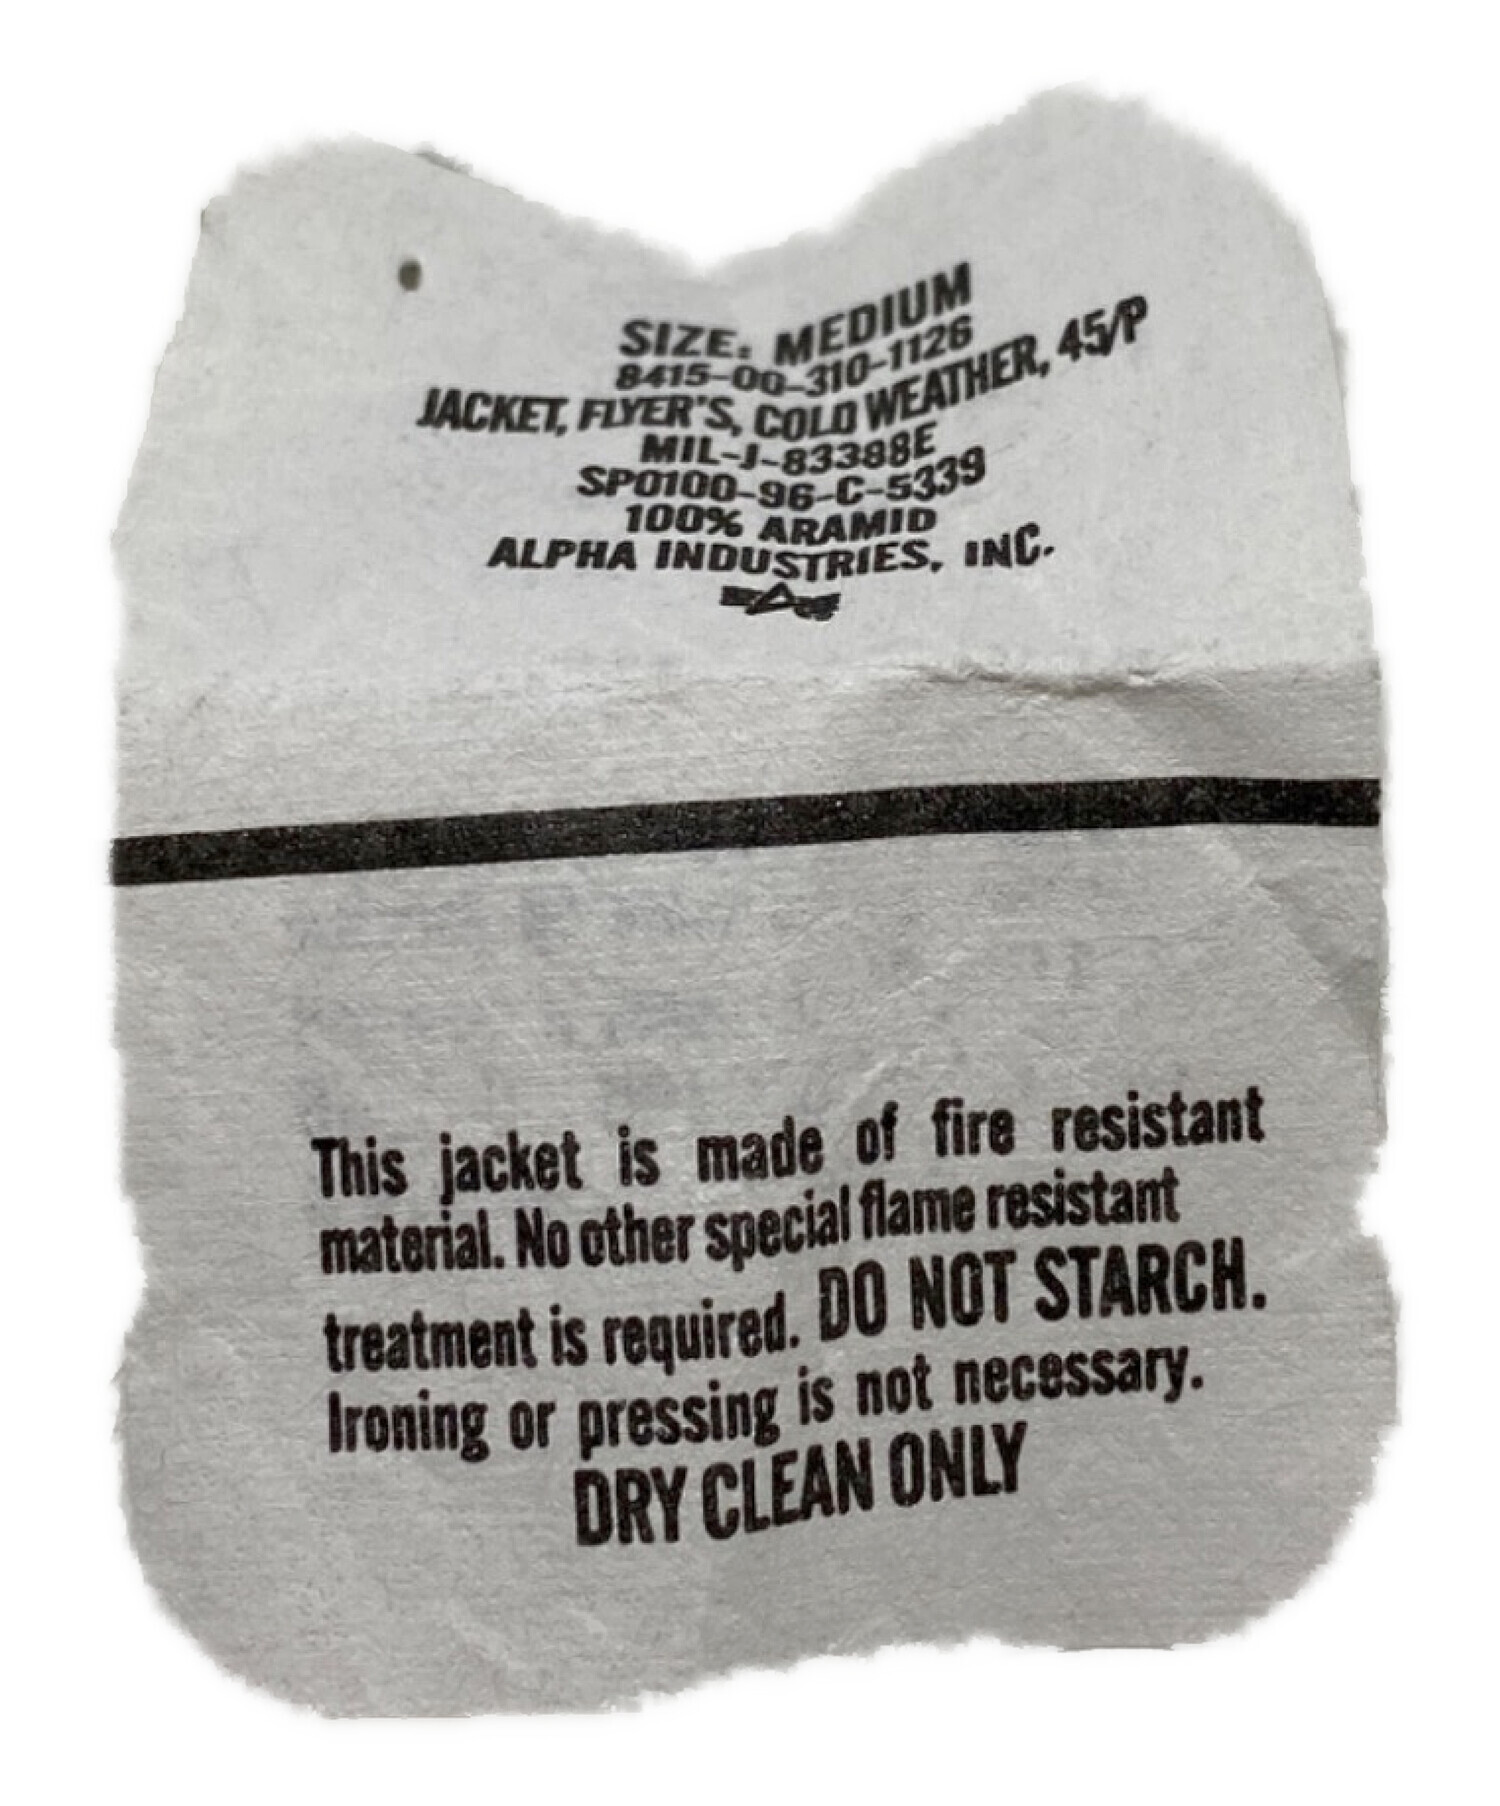 SIZE: MEDIUM
8415-00-310-1126
JACKET, FLYER'S, COLD WEATHER, 45/P
MIL-J-83388E
SP0100-96-C-5339
100% ARAMID
ALPHA INDUSTRIES, INC.
This jacket is made of fire resistant
material. No other special flame resistant
treatment is required. DO NOT STARCH.
Ironing or pressing is not necessary.
DRY CLEAN ONLY